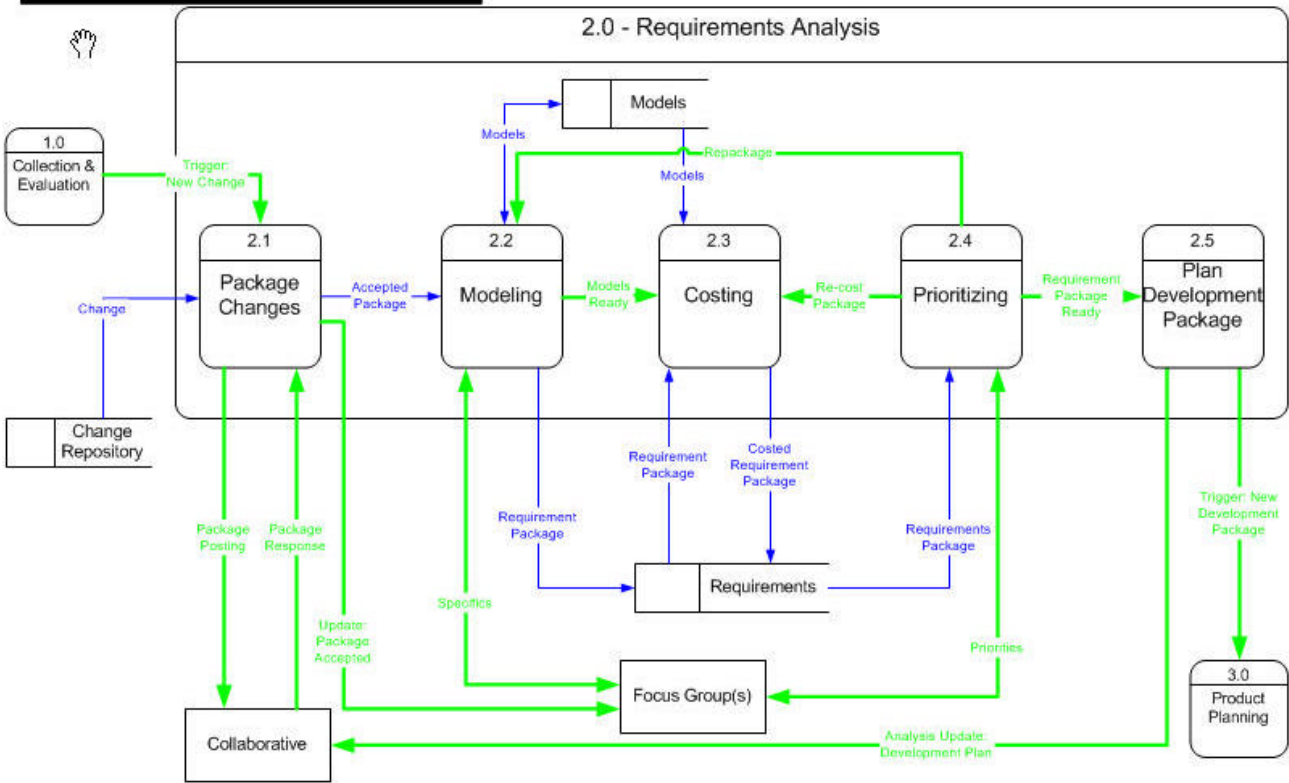 2.0 - Requirements Analysis
Models
Models
1.0
Collection &
Evaluation
Trigger:
New Change
Repackage
Models
2.1
Package
Changes
2.2
Modeling
2.3
Costing
2.4
Prioritizing
2.5
Plan
Development
Package
Accepted
Package
Models
Ready
Re-cost
Package
Requirement
Package
Ready
Change
Change
Repository
Requirement
Package
Costed
Requirement
Package
Package
Posting
Package
Response
Requirement
Package
Requirements
Package
Trigger: New
Development
Package
Requirements
Specifics
Update:
Package
Accepted
Priorities
Focus Group(s)
3.0
Product
Planning
Collaborative
Analysis Update:
Development Plan